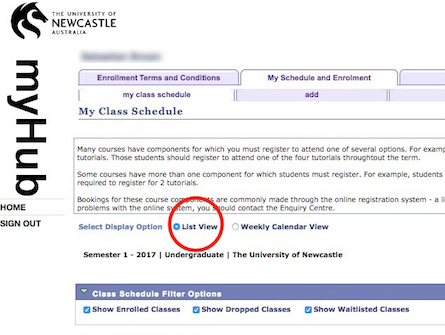 THE UNIVERSITY OF
NEWCASTLE
AUSTRALIA
myHub
HOME
SIGN OUT
Enrollment Terms and Conditions
My Schedule and Enrolment
my class schedule
add
My Class Schedule
Many courses have components for which you must register to attend one of several options. For examp
tutorials. Those students should register to attend one of the four tutorials throughtout the term.
Some courses have more than one component for which students must register. For example, students
required to register for 2 tutorials.
Bookings for these course components are commonly made through the online registration system - a li
problems with the online system, you should contact the Enquiry Centre.
Select Display Option List View Weekly Calendar View
Semester 1 - 2017 | Undergraduate | The University of Newcastle
Class Schedule Filter Options
Show Enrolled Classes Show Dropped Classes Show Waitlisted Classes